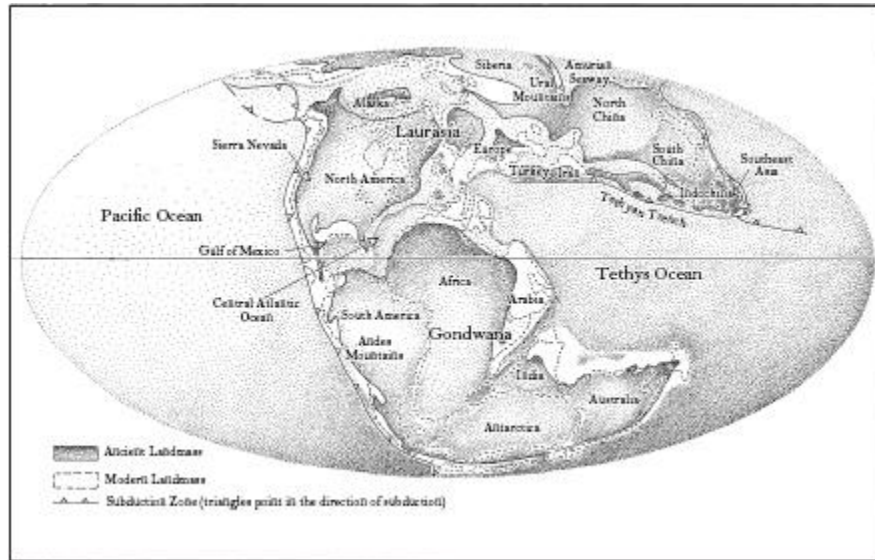 Siberia
Ural
Mountains
Amurian
Seaway
Alaska
North
China
Laurasia
Sierra Nevada
Europe
South
China
Southeast
Asia
North America
Turkey
Iran
Indochina
Tethyan Trench
Pacific Ocean
Gulf of Mexico
Tethys Ocean
Central Atlantic
Ocean
Africa
Arabia
South America
Gondwana
Andes
Mountains
India
Australia
Antarctica
Ancient Landmass
Modern Landmass
Subduction Zone (triangles point in the direction of subduction)